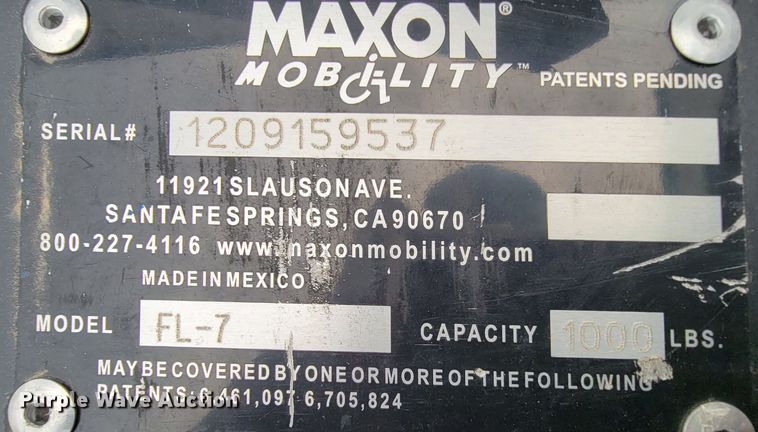 MAXON®
MOBILITY™ PATENTS PENDING
SERIAL# 1209159537
11921 SLAUSON AVE.
SANTA FE SPRINGS, CA 90670
800-227-4116 www.maxonmobility.com
MADE IN MEXICO
MODEL FL-7 CAPACITY 1000 LBS.
MAY BE COVERED BY ONE OR MORE OF THE FOLLOWING
PATENTS: 6,461,097 6,705,824
Purple Wave Auction